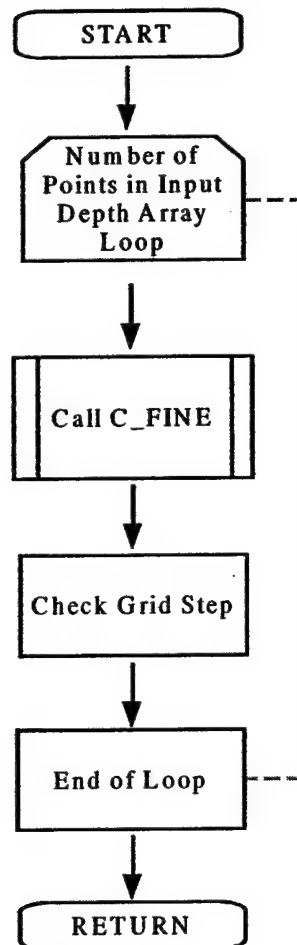 START
Number of
Points in Input
Depth Array
Loop
Call C_FINE
Check Grid Step
End of Loop
RETURN